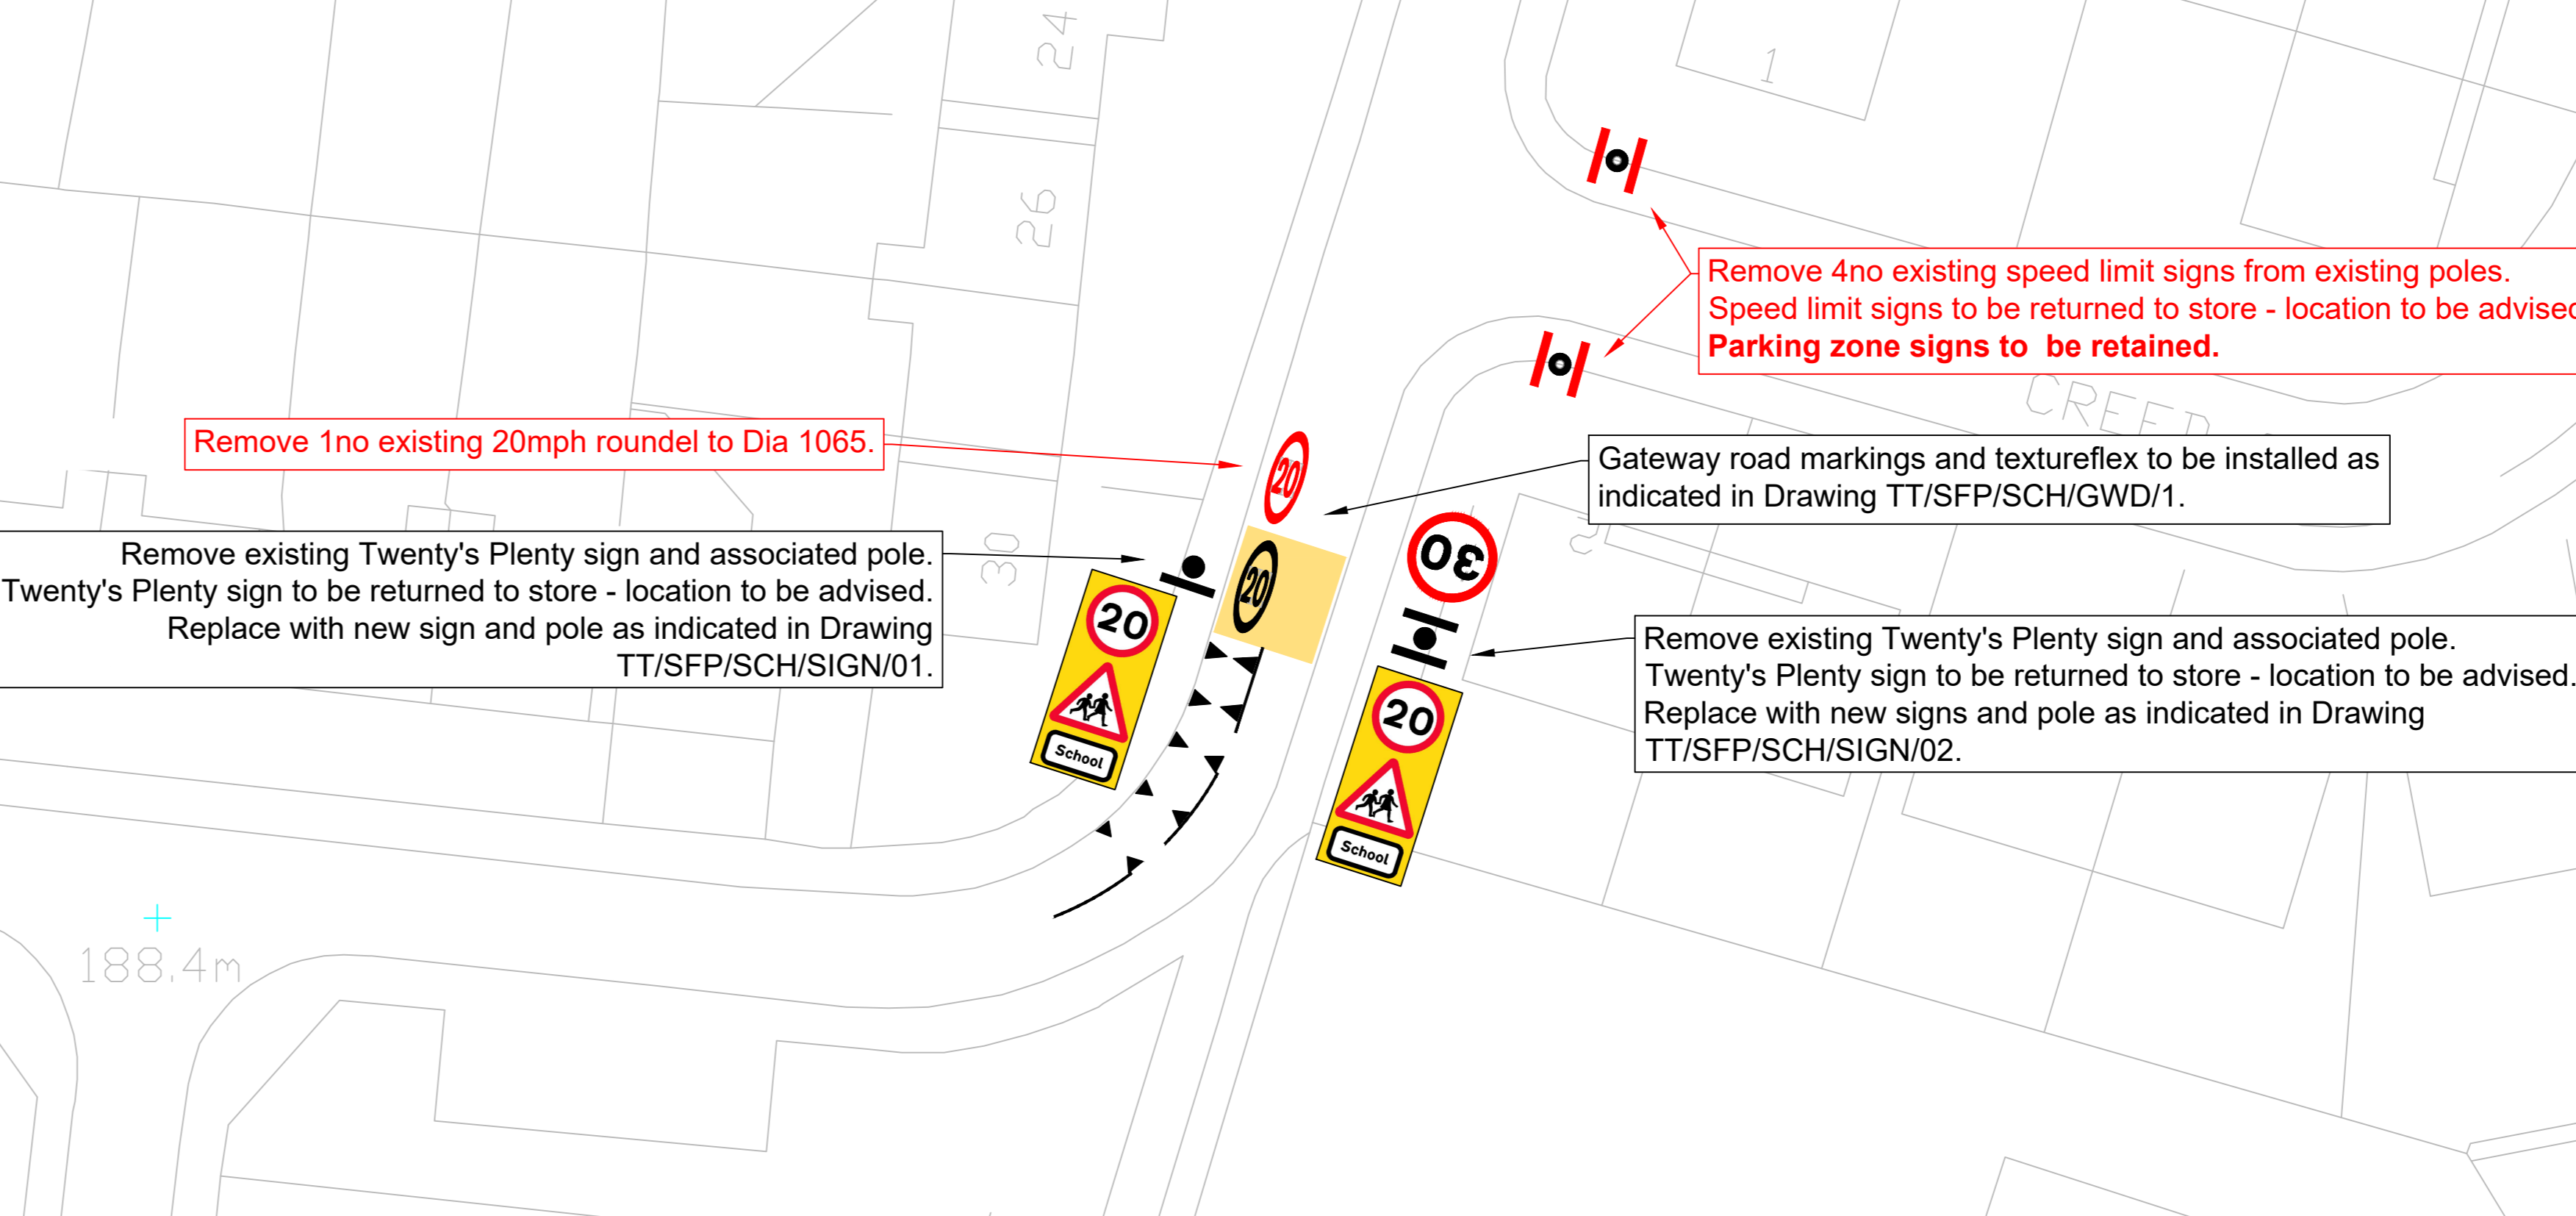 24
1
26
Remove 4no existing speed limit signs from existing poles.
Speed limit signs to be returned to store - location to be advised
Parking zone signs to be retained.
Remove 1no existing 20mph roundel to Dia 1065.
20
Gateway road markings and textureflex to be installed as
indicated in Drawing TT/SFP/SCH/GWD/1.
30
Remove existing Twenty's Plenty sign and associated pole.
Twenty's Plenty sign to be returned to store - location to be advised.
Replace with new sign and pole as indicated in Drawing
TT/SFP/SCH/SIGN/01.
30
20
20
School
Remove existing Twenty's Plenty sign and associated pole.
Twenty's Plenty sign to be returned to store - location to be advised.
Replace with new signs and pole as indicated in Drawing
TT/SFP/SCH/SIGN/02.
20
School
188.4m